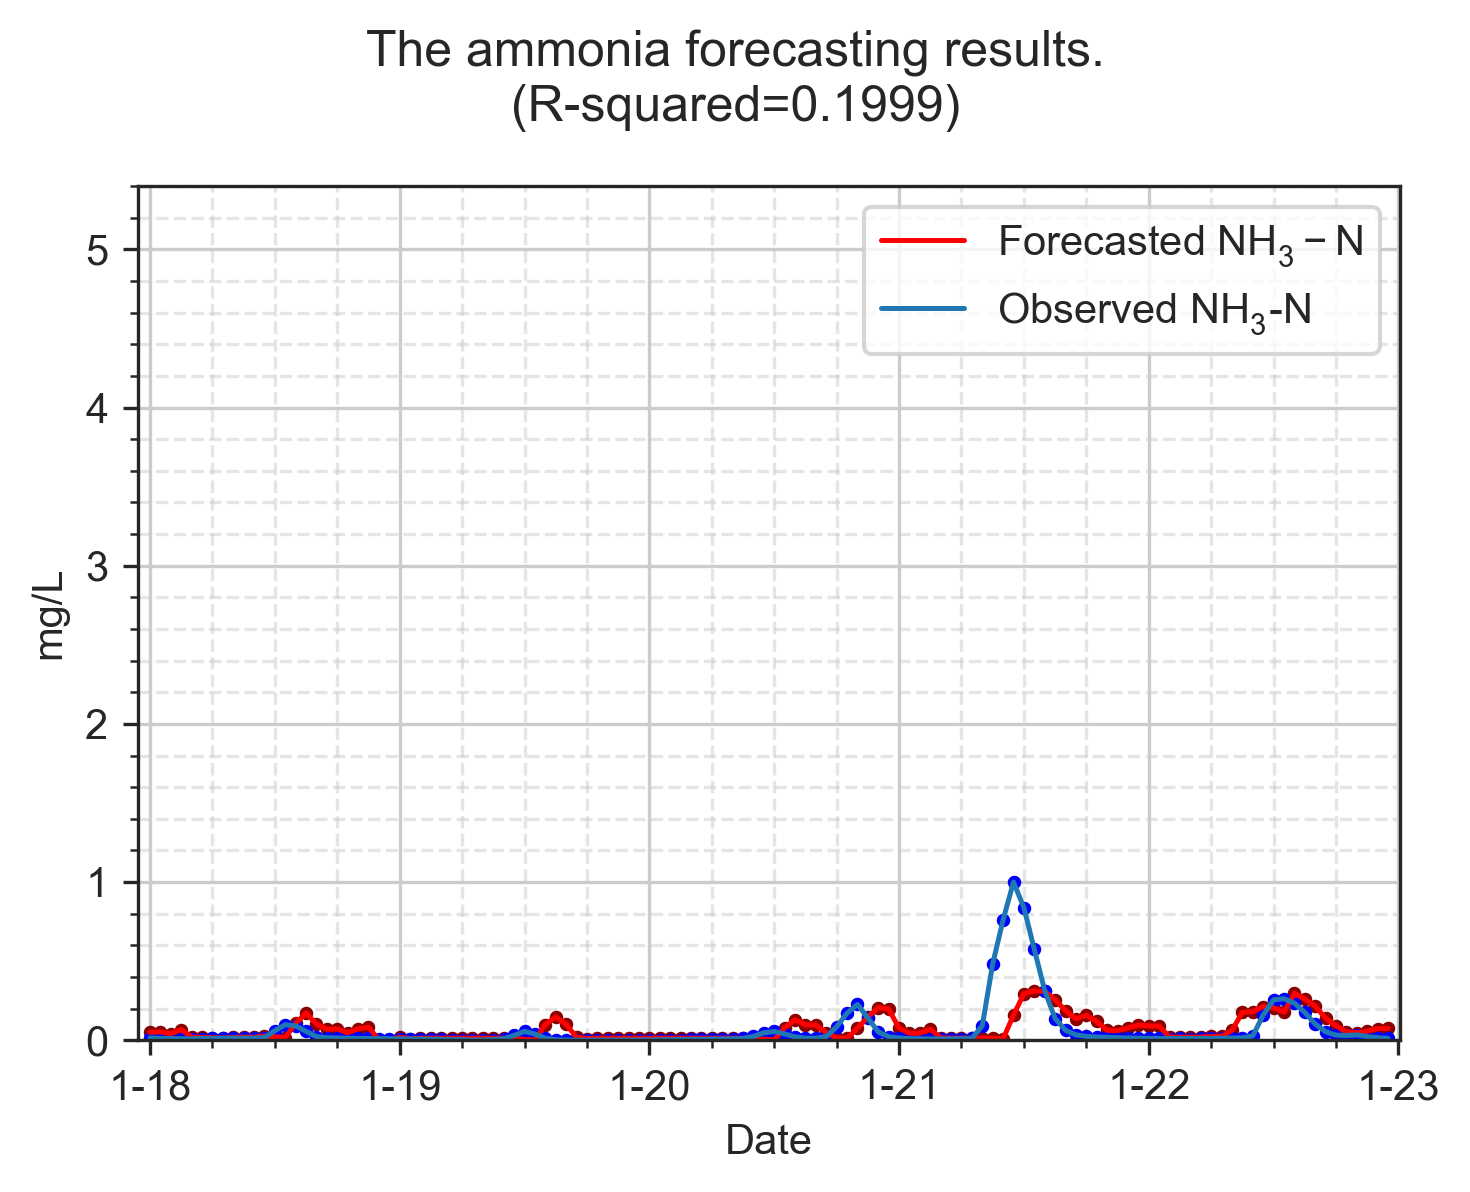 The ammonia forecasting results.
(R-squared=0.1999)
Forecasted NH₃ − N
Observed NH₃-N
5
4
3
2
1
0
mg/L
1-18 1-19 1-20 1-21 1-22 1-23
Date